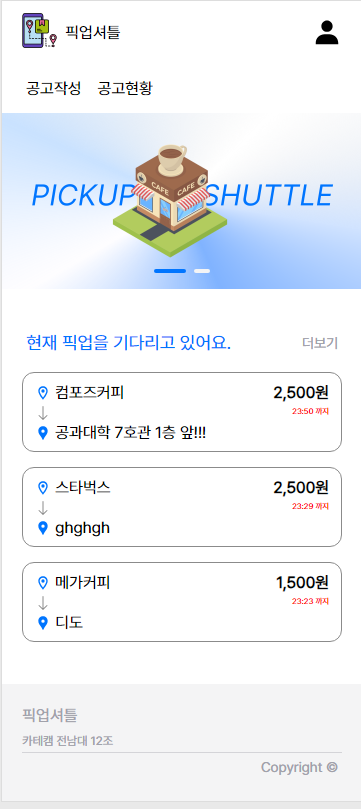 픽업셔틀
공고작성 공고현황
PICKUP SHUTTLE
CAFE CAFE
현재 픽업을 기다리고 있어요. 더보기
컴포즈커피 2,500원
23:50 까지
공과대학 7호관 1층 앞!!!
스타벅스 2,500원
23:29 까지
ghghgh
메가커피 1,500원
23:23 까지
디도
픽업셔틀
카테캠 전남대 12조
Copyright ©